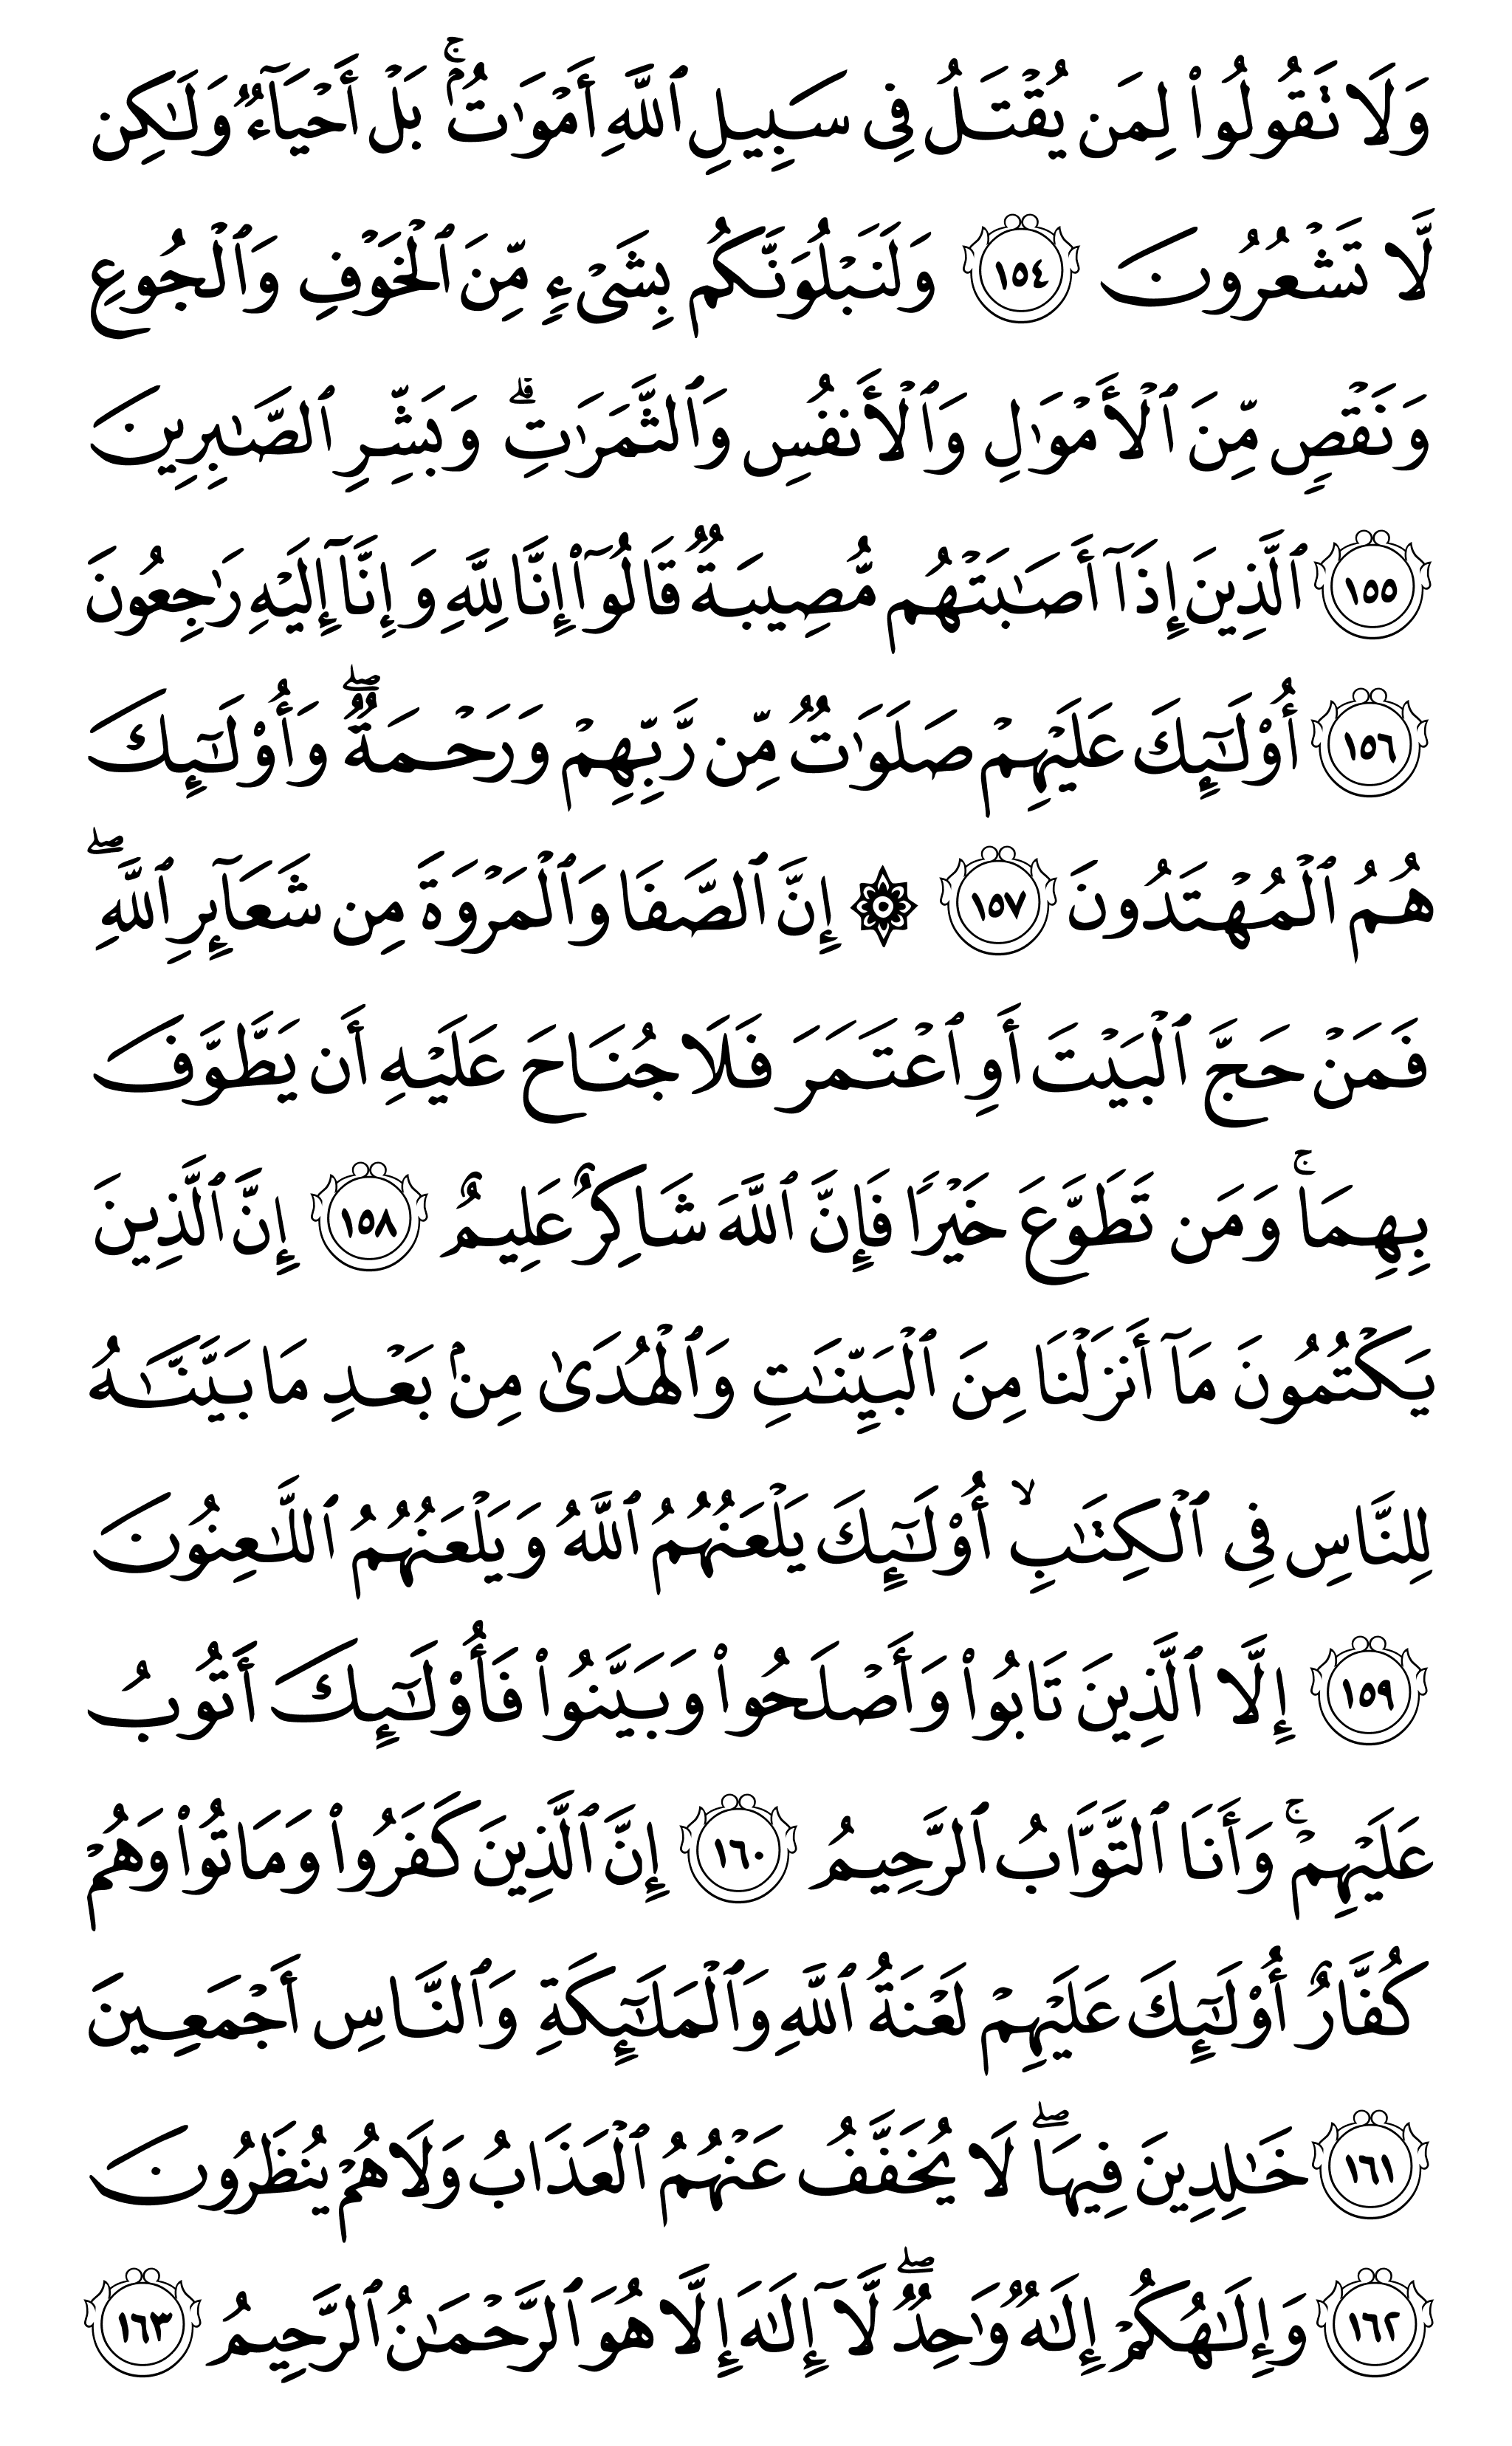 وَلَا تَقُولُوا۟ لِمَن يُقْتَلُ فِى سَبِيلِ ٱللَّهِ أَمْوَٰتٌۢ ۚ بَلْ أَحْيَآءٌ وَلَٰكِن
لَّا تَشْعُرُونَ ١٥٤ وَلَنَبْلُوَنَّكُم بِشَىْءٍ مِّنَ ٱلْخَوْفِ وَٱلْجُوعِ
وَنَقْصٍ مِّنَ ٱلْأَمْوَٰلِ وَٱلْأَنفُسِ وَٱلثَّمَرَٰتِ ۗ وَبَشِّرِ ٱلصَّٰبِرِينَ
١٥٥ ٱلَّذِينَ إِذَآ أَصَٰبَتْهُم مُّصِيبَةٌ قَالُوٓا۟ إِنَّا لِلَّهِ وَإِنَّآ إِلَيْهِ رَٰجِعُونَ
١٥٦ أُو۟لَٰٓئِكَ عَلَيْهِمْ صَلَوَٰتٌ مِّن رَّبِّهِمْ وَرَحْمَةٌ ۖ وَأُو۟لَٰٓئِكَ
هُمُ ٱلْمُهْتَدُونَ ١٥٧ ۞ إِنَّ ٱلصَّفَا وَٱلْمَرْوَةَ مِن شَعَآئِرِ ٱللَّهِ ۖ
فَمَنْ حَجَّ ٱلْبَيْتَ أَوِ ٱعْتَمَرَ فَلَا جُنَاحَ عَلَيْهِ أَن يَطَّوَّفَ
بِهِمَا ۚ وَمَن تَطَوَّعَ خَيْرًا فَإِنَّ ٱللَّهَ شَاكِرٌ عَلِيمٌ ١٥٨ إِنَّ ٱلَّذِينَ
يَكْتُمُونَ مَآ أَنزَلْنَا مِنَ ٱلْبَيِّنَٰتِ وَٱلْهُدَىٰ مِنۢ بَعْدِ مَا بَيَّنَّٰهُ
لِلنَّاسِ فِى ٱلْكِتَٰبِ ۙ أُو۟لَٰٓئِكَ يَلْعَنُهُمُ ٱللَّهُ وَيَلْعَنُهُمُ ٱللَّٰعِنُونَ
١٥٩ إِلَّا ٱلَّذِينَ تَابُوا۟ وَأَصْلَحُوا۟ وَبَيَّنُوا۟ فَأُو۟لَٰٓئِكَ أَتُوبُ
عَلَيْهِمْ ۚ وَأَنَا ٱلتَّوَّابُ ٱلرَّحِيمُ ١٦٠ إِنَّ ٱلَّذِينَ كَفَرُوا۟ وَمَاتُوا۟ وَهُمْ
كُفَّارٌ أُو۟لَٰٓئِكَ عَلَيْهِمْ لَعْنَةُ ٱللَّهِ وَٱلْمَلَٰٓئِكَةِ وَٱلنَّاسِ أَجْمَعِينَ
١٦١ خَٰلِدِينَ فِيهَا ۖ لَا يُخَفَّفُ عَنْهُمُ ٱلْعَذَابُ وَلَا هُمْ يُنظَرُونَ
١٦٢ وَإِلَٰهُكُمْ إِلَٰهٌ وَٰحِدٌ ۖ لَّآ إِلَٰهَ إِلَّا هُوَ ٱلرَّحْمَٰنُ ٱلرَّحِيمُ ١٦٣